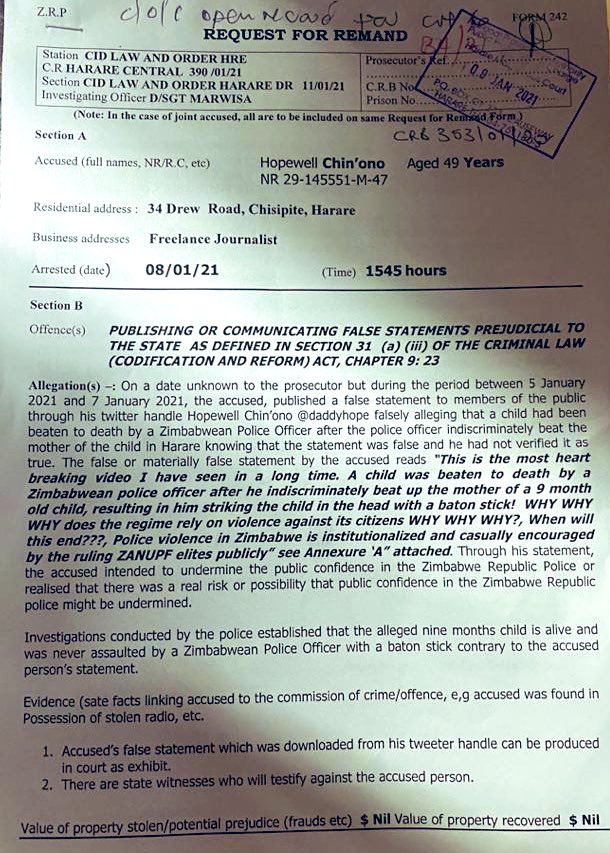 Z.R.P
c/o/c open record for
FORM 242
REQUEST FOR REMAND
Station CID LAW AND ORDER HRE
C.R HARARE CENTRAL 390 /01/21
Section CID LAW AND ORDER HARARE DR 11/01/21
Investigating Officer D/SGT MARWISA
Prosecutor's Ref.
C.R.B No
Prison No.
09 JAN 2021
(Note: In the case of joint accused, all are to be included on same Request for Remand Form.)
CRB 353/01/
Section A
Accused (full names, NR/R.C, etc) Hopewell Chin'ono Aged 49 Years
NR 29-145551-M-47
Residential address : 34 Drew Road, Chisipite, Harare
Business addresses Freelance Journalist
Arrested (date) 08/01/21 (Time) 1545 hours
Section B
Offence(s) PUBLISHING OR COMMUNICATING FALSE STATEMENTS PREJUDICIAL TO
THE STATE AS DEFINED IN SECTION 31 (a) (iii) OF THE CRIMINAL LAW
(CODIFICATION AND REFORM) ACT, CHAPTER 9: 23
Allegation(s) –: On a date unknown to the prosecutor but during the period between 5 January
2021 and 7 January 2021, the accused, published a false statement to members of the public
through his twitter handle Hopewell Chin'ono @daddyhope falsely alleging that a child had been
beaten to death by a Zimbabwean Police Officer after the police officer indiscriminately beat the
mother of the child in Harare knowing that the statement was false and he had not verified it as
true. The false or materially false statement by the accused reads "This is the most heart
breaking video I have seen in a long time. A child was beaten to death by a
Zimbabwean police officer after he indiscriminately beat up the mother of a 9 month
old child, resulting in him striking the child in the head with a baton stick! WHY WHY
WHY does the regime rely on violence against its citizens WHY WHY WHY?, When will
this end???, Police violence in Zimbabwe is institutionalized and casually encouraged
by the ruling ZANUPF elites publicly" see Annexure 'A" attached. Through his statement,
the accused intended to undermine the public confidence in the Zimbabwe Republic Police or
realised that there was a real risk or possibility that public confidence in the Zimbabwe Republic
police might be undermined.
Investigations conducted by the police established that the alleged nine months child is alive and
was never assaulted by a Zimbabwean Police Officer with a baton stick contrary to the accused
person's statement.
Evidence (sate facts linking accused to the commission of crime/offence, e,g accused was found in
Possession of stolen radio, etc.
1. Accused's false statement which was downloaded from his tweeter handle can be produced
in court as exhibit.
2. There are state witnesses who will testify against the accused person.
Value of property stolen/potential prejudice (frauds etc) $ Nil Value of property recovered $ Nil